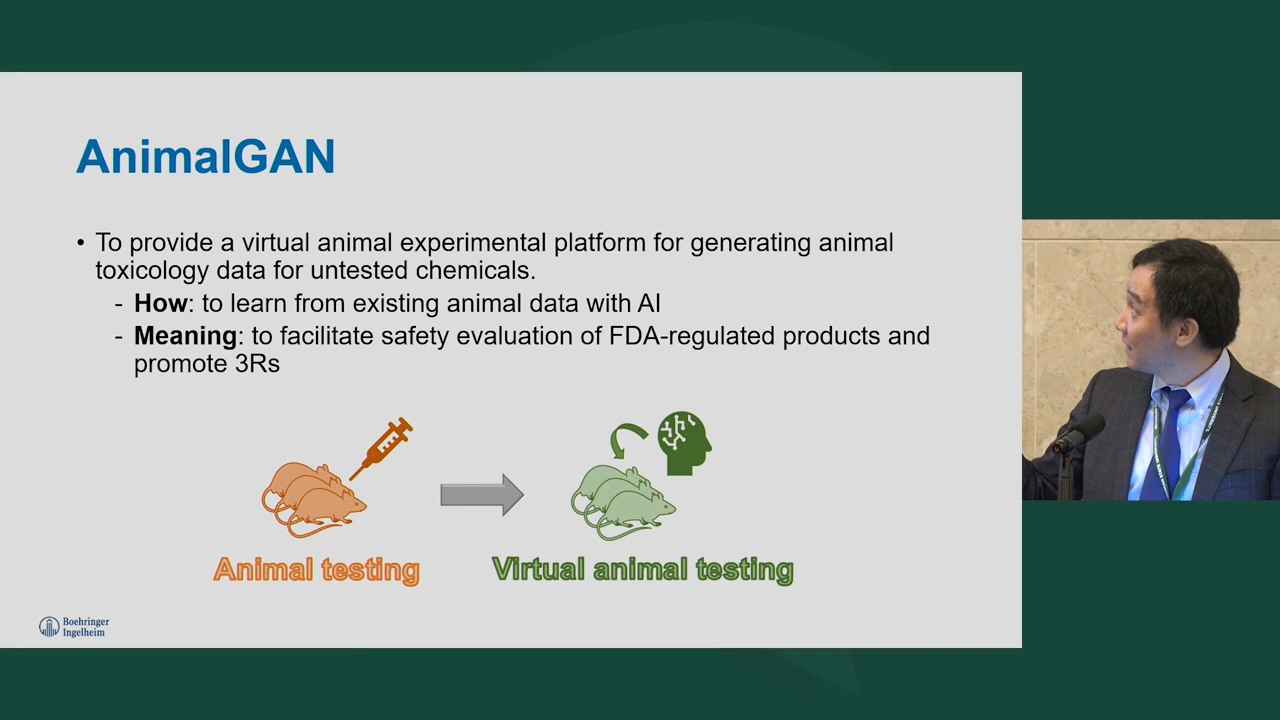 AnimalGAN
• To provide a virtual animal experimental platform for generating animal
toxicology data for untested chemicals.
- How: to learn from existing animal data with AI
- Meaning: to facilitate safety evaluation of FDA-regulated products and
promote 3Rs
Animal testing
Virtual animal testing
Boehringer
Ingelheim